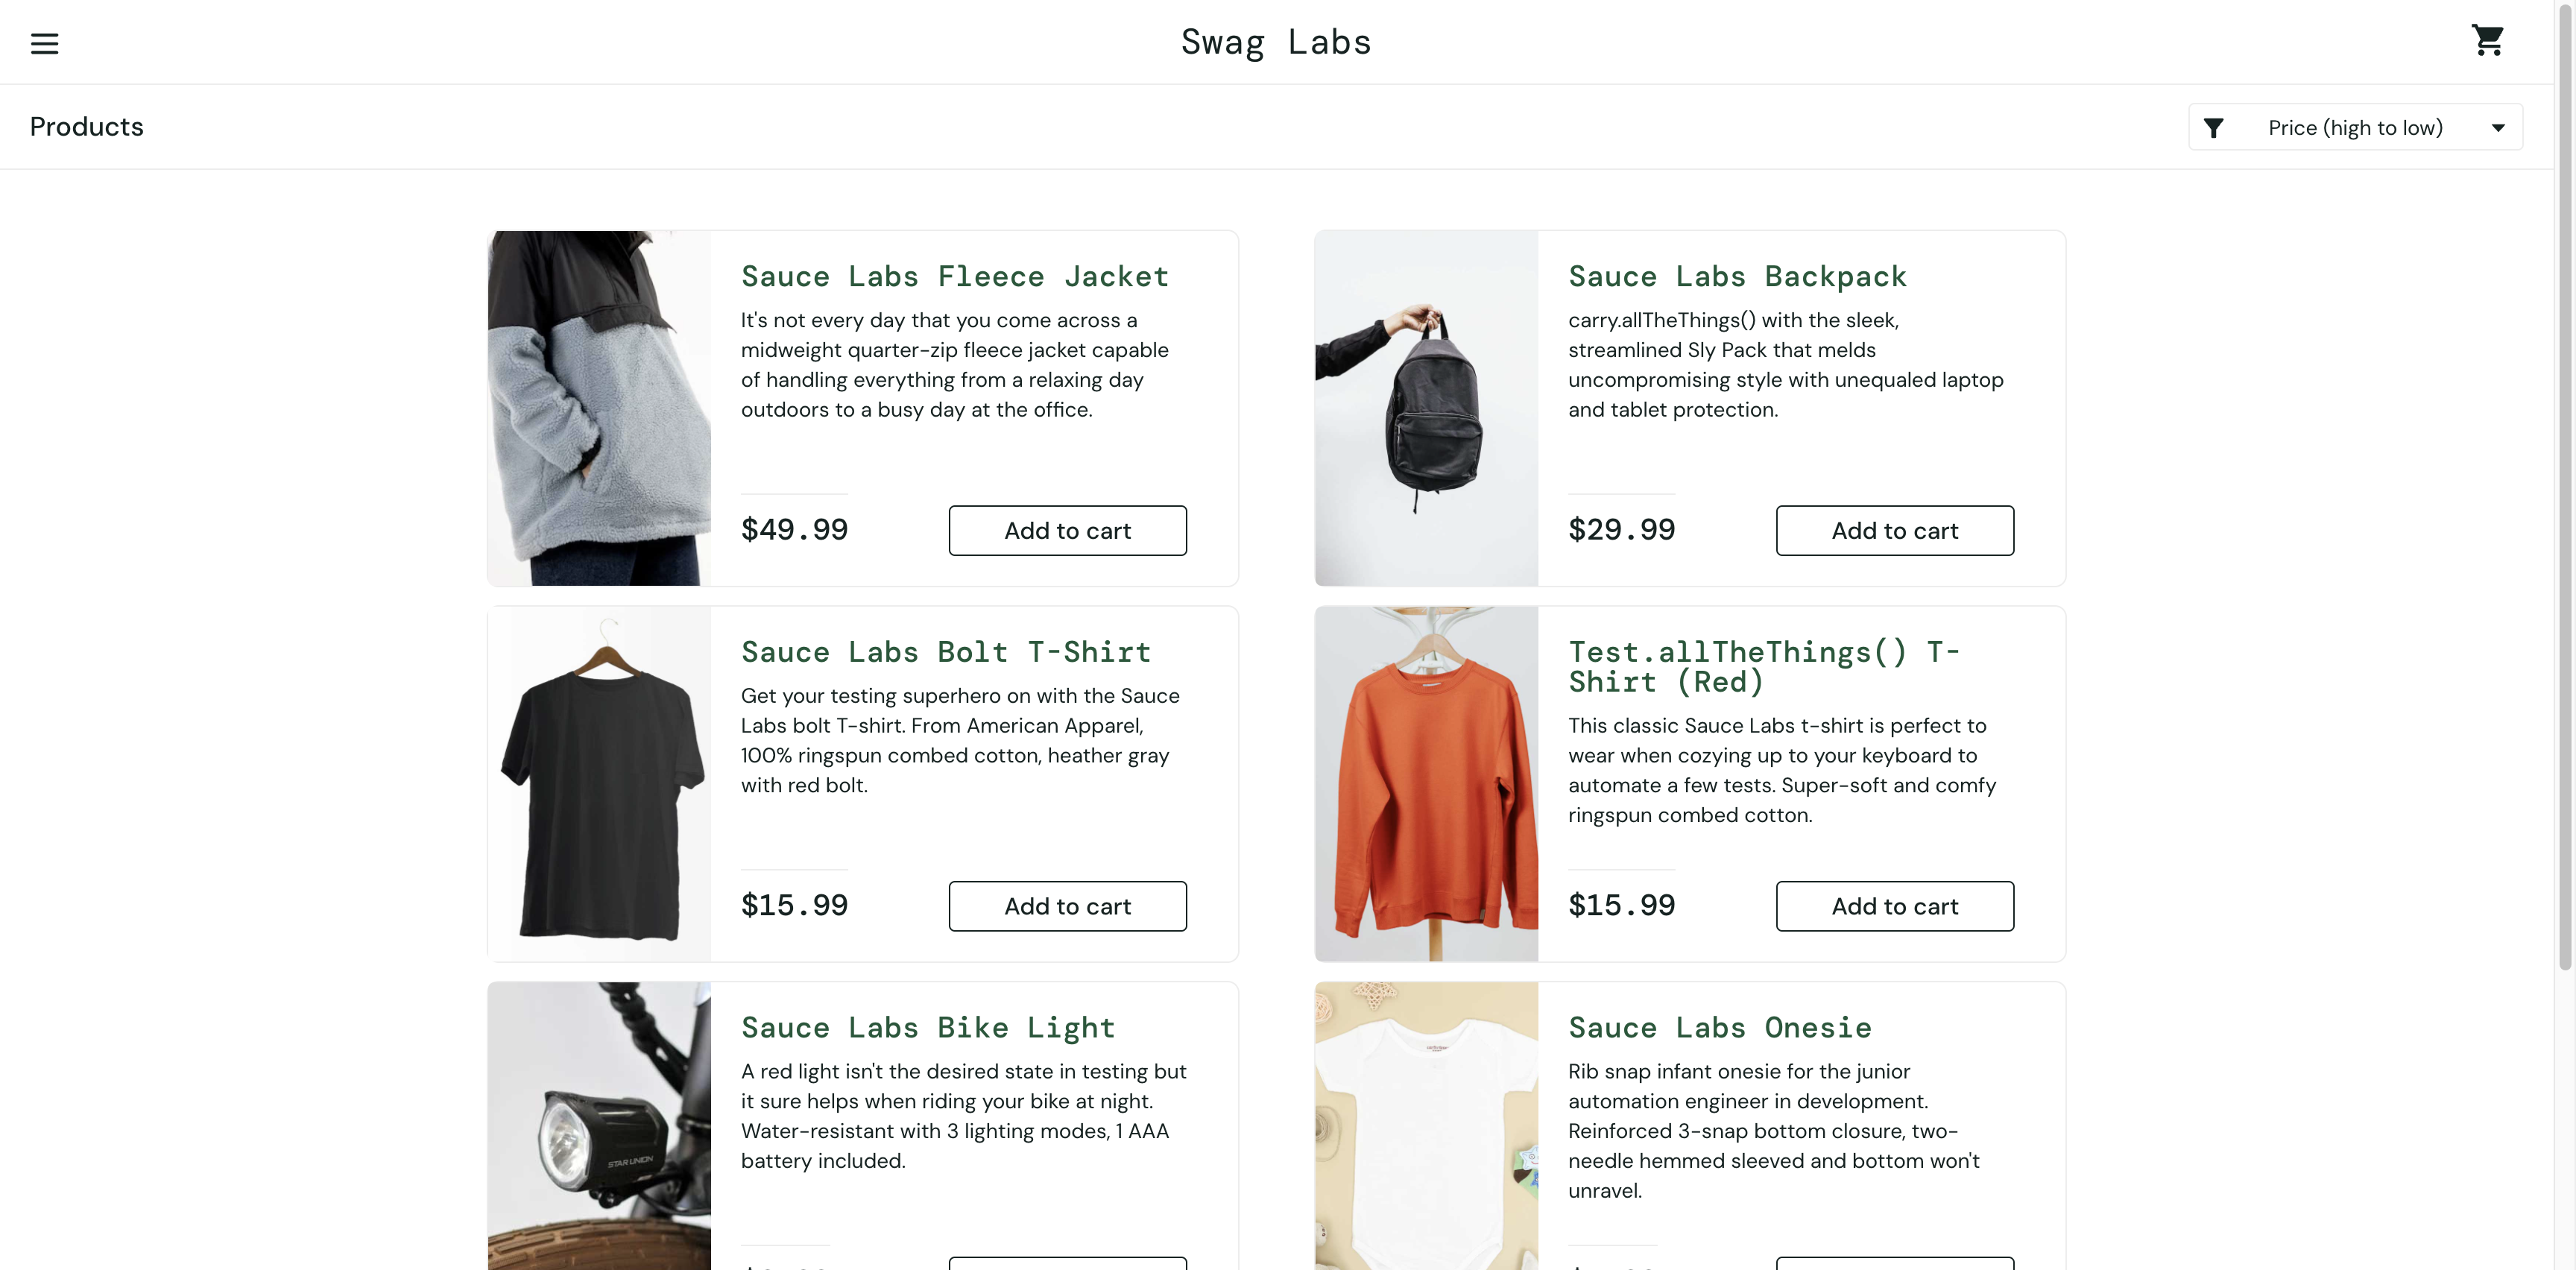 Swag Labs
Products
Price (high to low)
Sauce Labs Fleece Jacket
It's not every day that you come across a
midweight quarter-zip fleece jacket capable
of handling everything from a relaxing day
outdoors to a busy day at the office.
$49.99
Add to cart
Sauce Labs Backpack
carry.allTheThings() with the sleek,
streamlined Sly Pack that melds
uncompromising style with unequaled laptop
and tablet protection.
$29.99
Add to cart
Sauce Labs Bolt T-Shirt
Get your testing superhero on with the Sauce
Labs bolt T-shirt. From American Apparel,
100% ringspun combed cotton, heather gray
with red bolt.
$15.99
Add to cart
Test.allTheThings() T-
Shirt (Red)
This classic Sauce Labs t-shirt is perfect to
wear when cozying up to your keyboard to
automate a few tests. Super-soft and comfy
ringspun combed cotton.
$15.99
Add to cart
STAR UNION
Sauce Labs Bike Light
A red light isn't the desired state in testing but
it sure helps when riding your bike at night.
Water-resistant with 3 lighting modes, 1 AAA
battery included.
Sauce Labs Onesie
Rib snap infant onesie for the junior
automation engineer in development.
Reinforced 3-snap bottom closure, two-
needle hemmed sleeved and bottom won't
unravel.